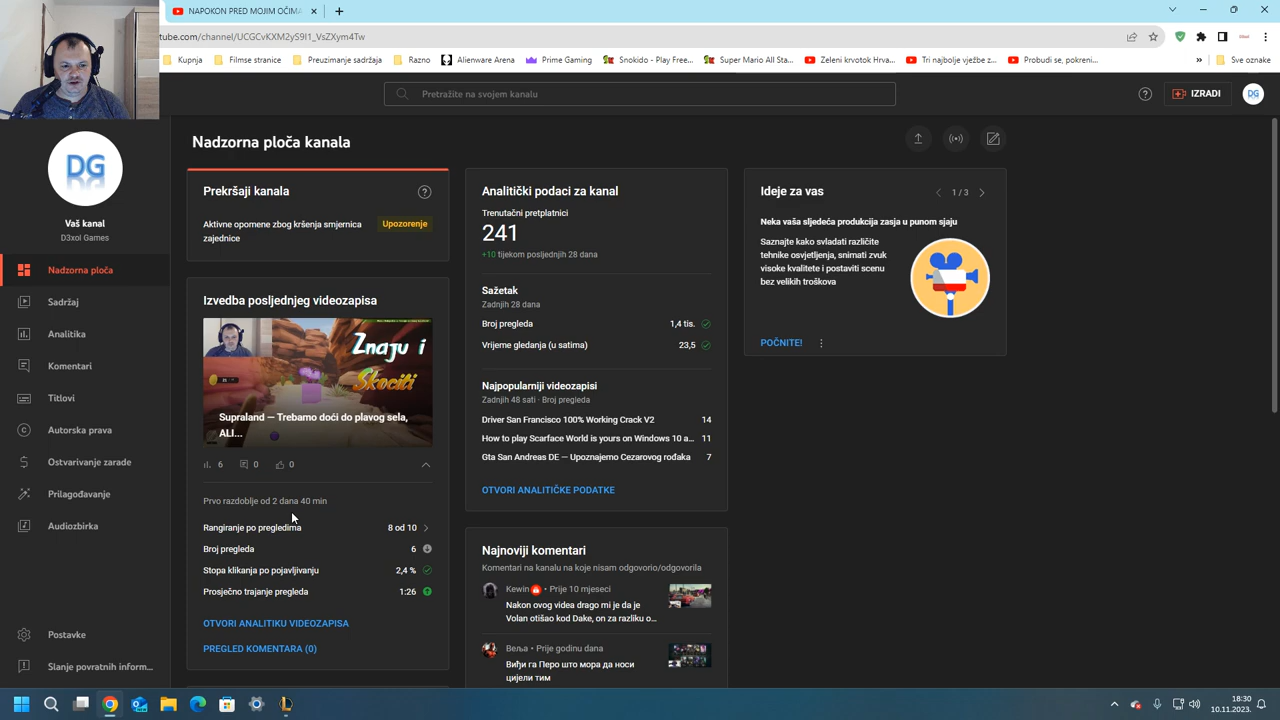 NAPOKON PRED MOJIM OČIMA
tube.com/channel/UCGCvKXM2yS9I1_VsZXym4Tw
Kupnja
Filmse stranice
Preuzimanje sadržaja
Razno
Alienware Arena
Prime Gaming
Snokido - Play Free...
Super Mario All Sta...
Zeleni krvotok Hrva...
Tri najbolje vježbe z...
Probudi se, pokreni...
»
Sve oznake
Pretražite na svojem kanalu
IZRADI
DG
DG
Vaš kanal
D3xol Games
Nadzorna ploča
Sadržaj
Analitika
Komentari
Titlovi
Autorska prava
Ostvarivanje zarade
Prilagođavanje
Audiozbirka
Postavke
Slanje povratnih inform...
Nadzorna ploča kanala
Prekršaji kanala
Aktivne opomene zbog kršenja smjernica
zajednice
Upozorenje
Izvedba posljednjeg videozapisa
Znaju i
Skočiti
Supraland — Trebamo doći do plavog sela,
ALI...
6 0 0
Prvo razdoblje od 2 dana 40 min
Rangiranje po pregledima 8 od 10
Broj pregleda 6
Stopa klikanja po pojavljivanju 2,4 %
Prosječno trajanje pregleda 1:26
OTVORI ANALITIKU VIDEOZAPISA
PREGLED KOMENTARA (0)
Analitički podaci za kanal
Trenutačni pretplatnici
241
+10 tijekom posljednjih 28 dana
Sažetak
Zadnjih 28 dana
Broj pregleda 1,4 tis.
Vrijeme gledanja (u satima) 23,5
Najpopularniji videozapisi
Zadnjih 48 sati · Broj pregleda
Driver San Francisco 100% Working Crack V2 14
How to play Scarface World is yours on Windows 10 a... 11
Gta San Andreas DE — Upoznajemo Cezarovog rođaka 7
OTVORI ANALITIČKE PODATKE
Najnoviji komentari
Komentari na kanalu na koje nisam odgovorio/odgovorila
Kewin • Prije 10 mjeseci
Nakon ovog videa drago mi je da je
Volan otišao kod Dake, on za razliku o...
Веља • Prije godinu dana
Виђи га Перо што мора да носи
цијели тим
Ideje za vas
1 / 3
Neka vaša sljedeća produkcija zasja u punom sjaju
Saznajte kako svladati različite
tehnike osvjetljenja, snimati zvuk
visoke kvalitete i postaviti scenu
bez velikih troškova
POČNITE!
18:30
10.11.2023.